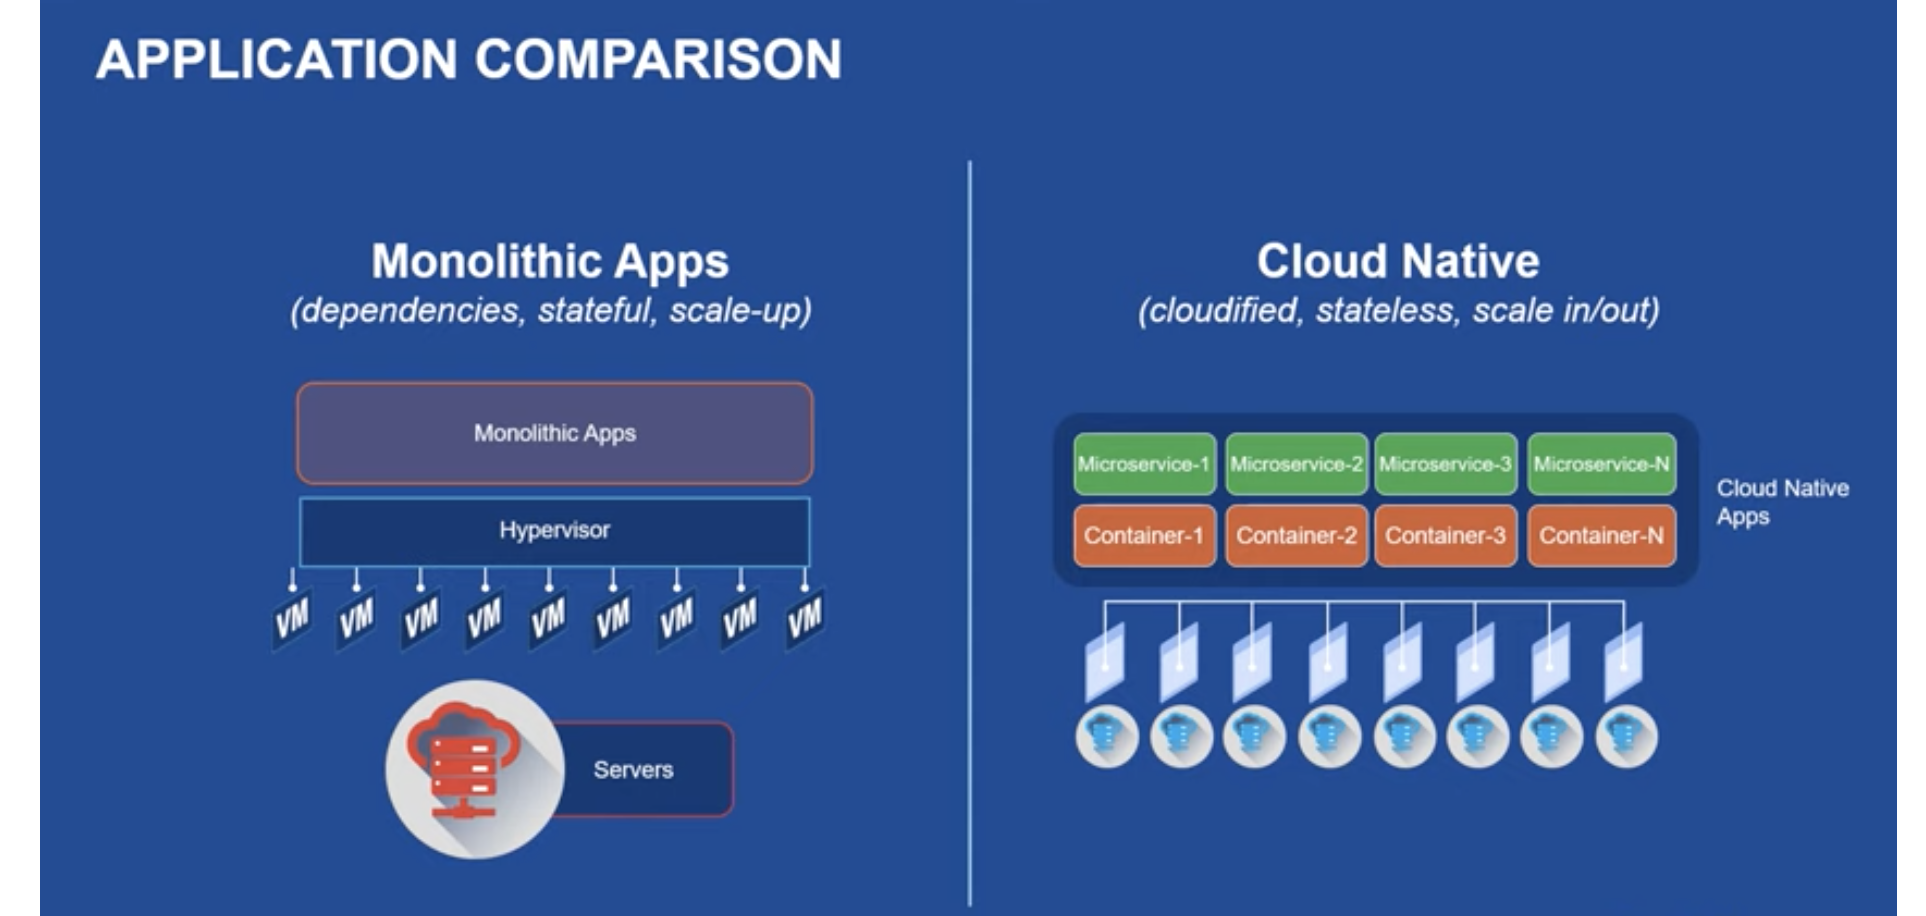 APPLICATION COMPARISON
Monolithic Apps
(dependencies, stateful, scale-up)
Monolithic Apps
Hypervisor
VM VM VM VM VM VM VM VM VM
Servers
Cloud Native
(cloudified, stateless, scale in/out)
Microservice-1 Microservice-2 Microservice-3 Microservice-N
Container-1 Container-2 Container-3 Container-N
Cloud Native
Apps